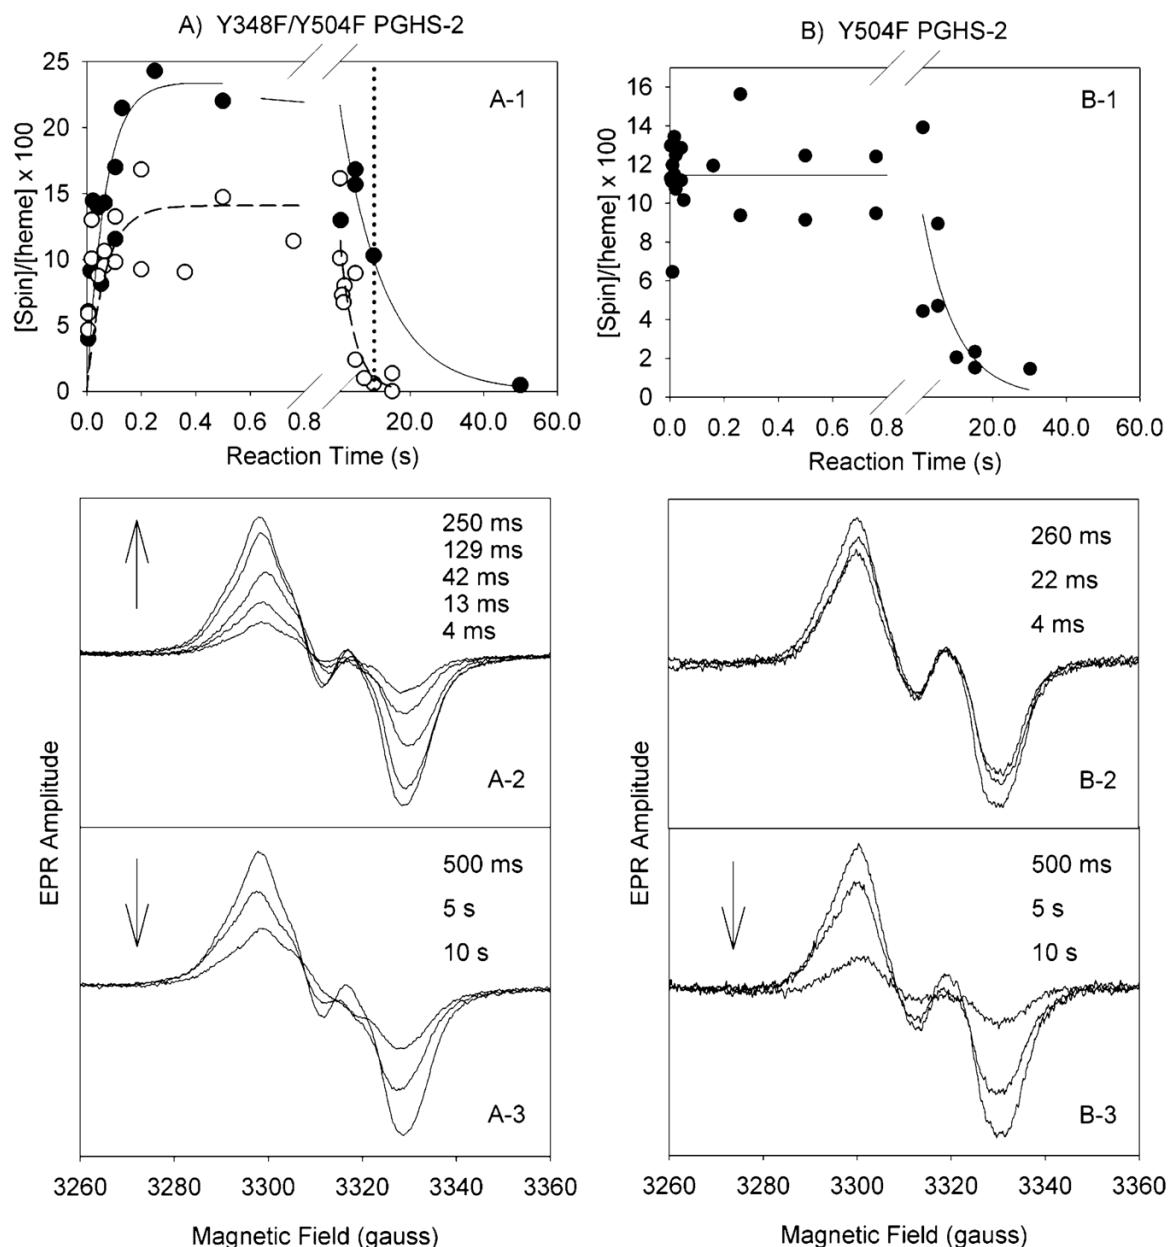 A) Y348F/Y504F PGHS-2
25
20
15
10
5
0
[Spin]/[heme] x 100
A-1
0.0 0.2 0.4 0.6 0.8 20.0 40.0 60.0
Reaction Time (s)
B) Y504F PGHS-2
16
14
12
10
8
6
4
2
0
[Spin]/[heme] x 100
B-1
0.0 0.2 0.4 0.6 0.8 20.0 40.0 60.0
Reaction Time (s)
250 ms
129 ms
42 ms
13 ms
4 ms
A-2
260 ms
22 ms
4 ms
B-2
EPR Amplitude
500 ms
5 s
10 s
A-3
3260 3280 3300 3320 3340 3360
Magnetic Field (gauss)
EPR Amplitude
500 ms
5 s
10 s
B-3
3260 3280 3300 3320 3340 3360
Magnetic Field (gauss)